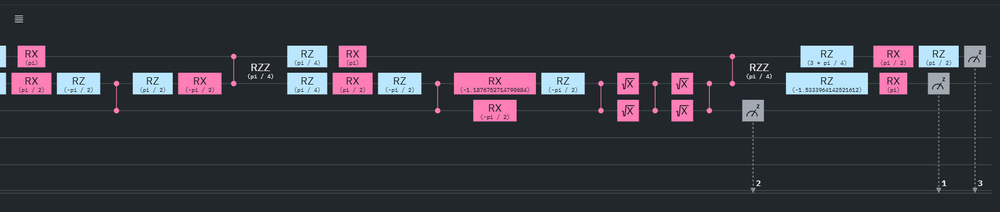 RX
(pi)
RZ
(pi / 4)
RX
(pi)
RZZ
(pi / 4)
RZZ
(pi / 4)
RZ
(3 * pi / 4)
RX
(pi / 2)
RZ
(pi / 2)
z
RX
(pi / 2)
RZ
(-pi / 2)
RZ
(pi / 2)
RX
(-pi / 2)
RZ
(pi / 4)
RX
(pi / 2)
RZ
(-pi / 2)
RX
(-1.1876752714790684)
RZ
(-pi / 2)
√X
√X
RZ
(-1.5333964142521612)
RX
(pi)
z
RX
(-pi / 2)
√X
√X
z
2
1
3